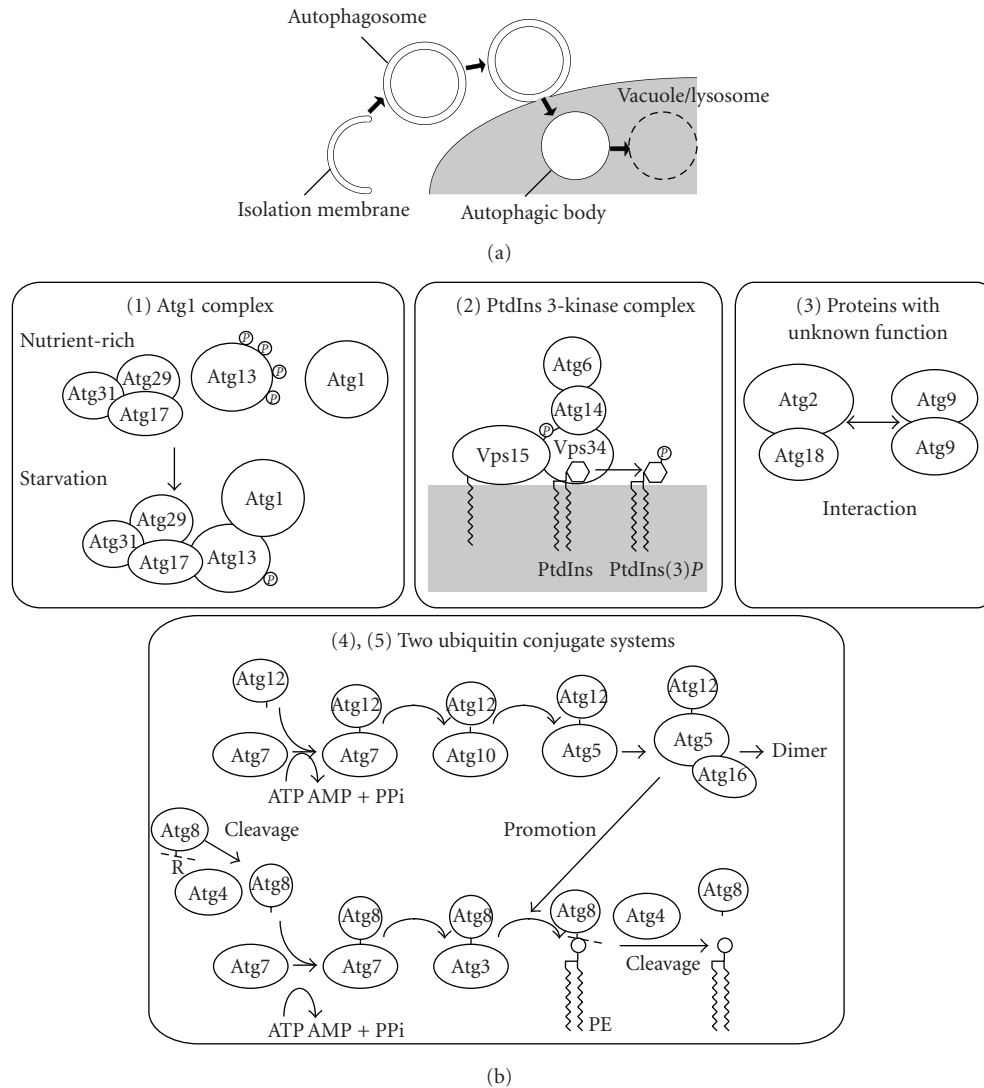 Autophagosome
Vacuole/lysosome
Isolation membrane
Autophagic body
(a)
(1) Atg1 complex
Nutrient-rich
Atg31
Atg29
Atg17
Atg13
P
P
P
P
Atg1
Starvation
Atg31
Atg29
Atg17
Atg13
P
Atg1
(2) PtdIns 3-kinase complex
Atg6
Atg14
P
Vps15
Vps34
P
PtdIns
PtdIns(3)P
(3) Proteins with
unknown function
Atg2
Atg18
Atg9
Atg9
Interaction
(4), (5) Two ubiquitin conjugate systems
Atg12
Atg12
Atg12
Atg12
Atg12
Atg7
Atg7
Atg10
Atg5
Atg5
Atg16
Dimer
ATP AMP + PPi
Promotion
Atg8
Cleavage
R
Atg4
Atg8
Atg8
Atg8
Atg8
Atg4
Atg8
Atg7
Atg7
Atg3
Cleavage
PE
ATP AMP + PPi
(b)